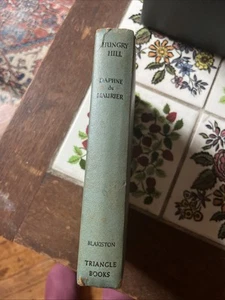 HUNGRY
HILL
DAPHNE
du
MAURIER
BLAKISTON
TRIANGLE
BOOKS